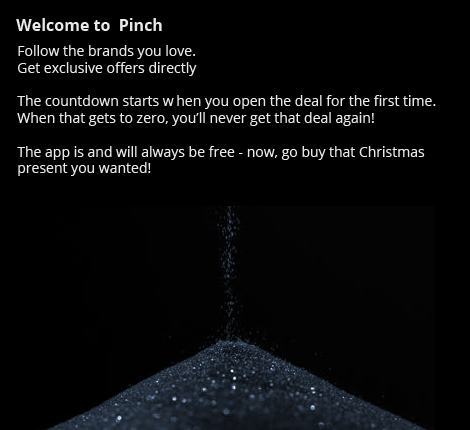 Welcome to Pinch
Follow the brands you love.
Get exclusive offers directly
The countdown starts w hen you open the deal for the first time.
When that gets to zero, you’ll never get that deal again!
The app is and will always be free - now, go buy that Christmas
present you wanted!